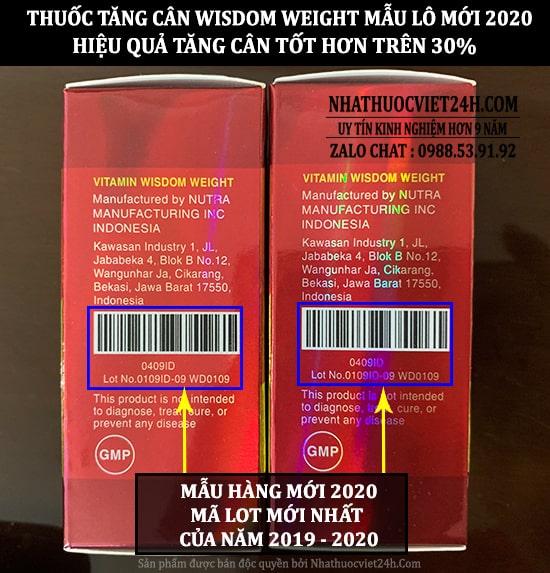 THUỐC TĂNG CÂN WISDOM WEIGHT MẪU LÔ MỚI 2020
HIỆU QUẢ TĂNG CÂN TỐT HƠN TRÊN 30%
NHATHUOCVIET24H.COM
UY TÍN KINH NGHIỆM HƠN 9 NĂM
ZALO CHAT : 0988.53.91.92
VITAMIN WISDOM WEIGHT
Manufactured by NUTRA
MANUFACTURING INC
INDONESIA
Kawasan Industry 1, JL,
Jababeka 4, Blok B No.12,
Wangunhar Ja, Cikarang,
Bekasi, Jawa Barat 17550,
Indonesia
0409ID
Lot No.0109ID-09 WD0109
This product is not intended
to diagnose, treat, cure, or
prevent any disease
GMP
VITAMIN WISDOM WEIGHT
Manufactured by NUTRA
MANUFACTURING INC
INDONESIA
Kawasan Industry 1, JL,
Jababeka 4, Blok B No.12,
Wangunhar Ja, Cikarang,
Bekasi, Jawa Barat 17550,
Indonesia
0409ID
Lot No.0109ID-09 WD0109
This product is not intended
to diagnose, treat, cure, or
prevent any disease
GMP
MẪU HÀNG MỚI 2020
MÃ LOT MỚI NHẤT
CỦA NĂM 2019 - 2020
Sản phẩm được bán độc quyền bởi Nhathuocviet24h.Com